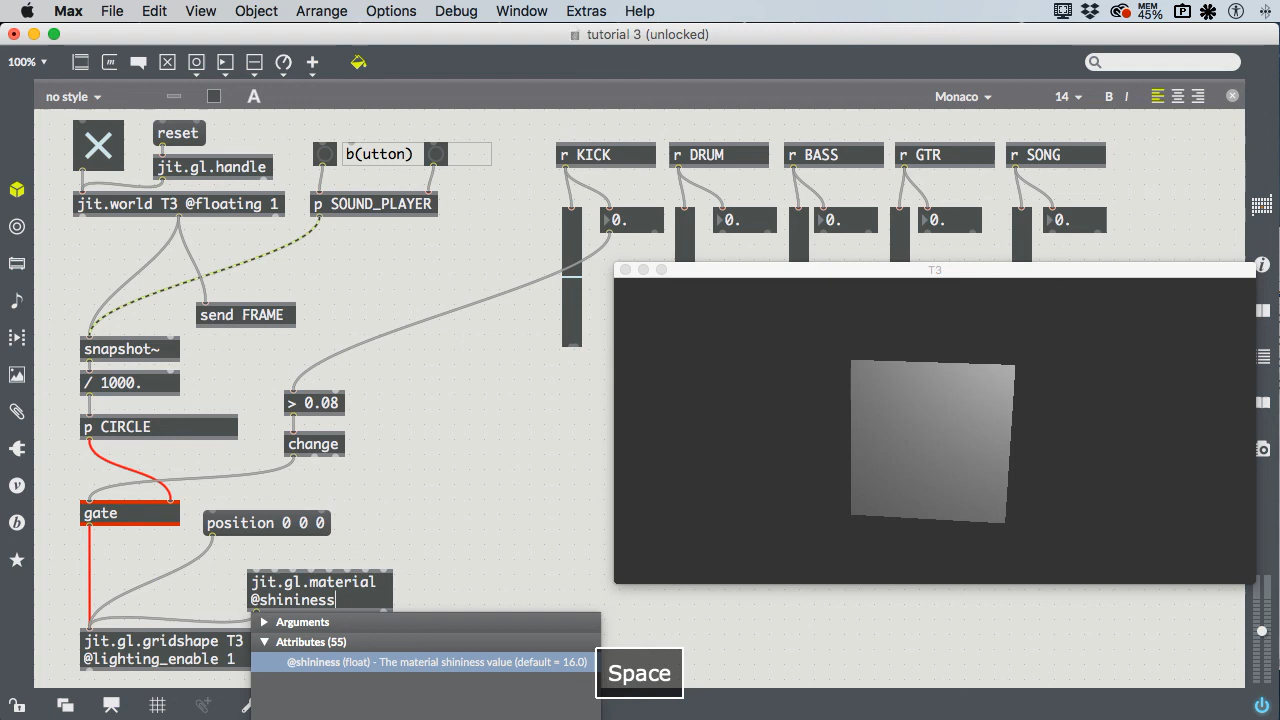 Max File Edit View Object Arrange Options Debug Window Extras Help MEM 45%
tutorial 3 (unlocked)
100%
no style A Monaco 14 B I
reset
b(utton)
r KICK r DRUM r BASS r GTR r SONG
jit.gl.handle
jit.world T3 @floating 1 p SOUND_PLAYER
0. 0. 0. 0. 0.
T3
send FRAME
snapshot~
/ 1000.
> 0.08
p CIRCLE
change
gate
position 0 0 0
jit.gl.material
@shininess
Arguments
jit.gl.gridshape T3
Attributes (55)
@lighting_enable 1
@shininess (float) - The material shininess value (default = 16.0)
Space